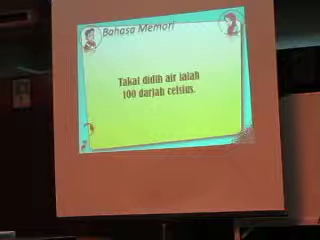 Bahasa Memori
Takat didih air ialah
100 darjah celsius.